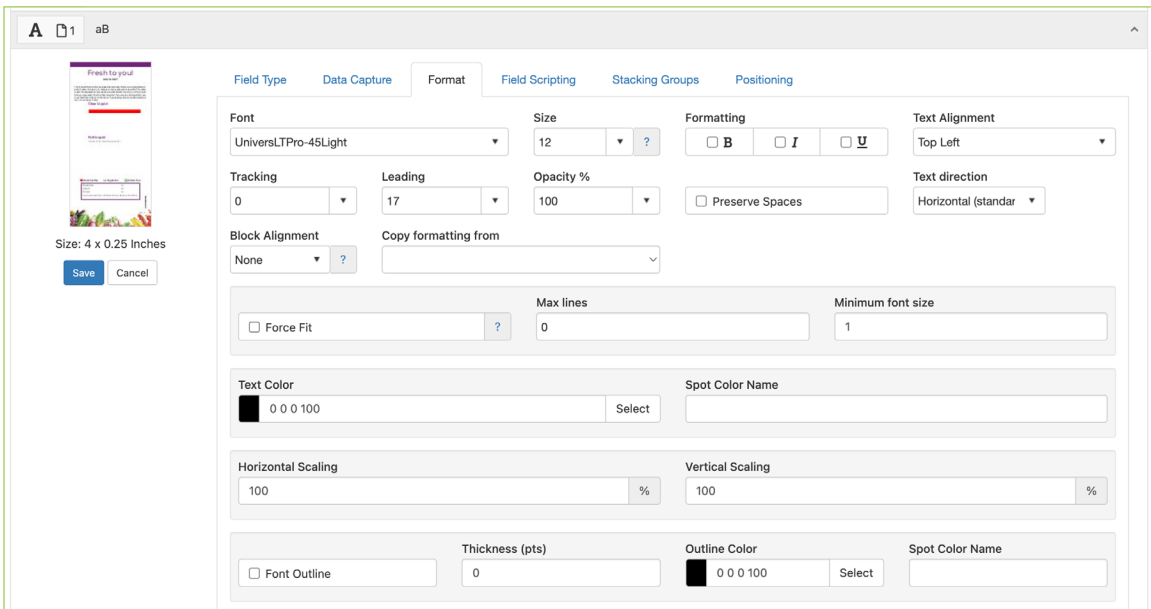 A 1 aB
Fresh to you!
Field Type Data Capture Format Field Scripting Stacking Groups Positioning
Font Size Formatting Text Alignment
UniversLTPro-45Light 12 ? B I U Top Left
Tracking Leading Opacity % Text direction
0 17 100 Preserve Spaces Horizontal (standar
Size: 4 x 0.25 Inches
Save Cancel
Block Alignment Copy formatting from
None ?
Max lines Minimum font size
Force Fit ? 0 1
Text Color Spot Color Name
0 0 0 100 Select
Horizontal Scaling Vertical Scaling
100 % 100 %
Thickness (pts) Outline Color Spot Color Name
Font Outline 0 0 0 0 100 Select